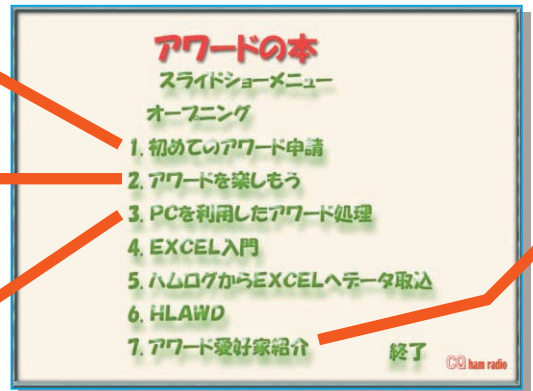 アワードの本
スライドショーメニュー
オープニング
1. 初めてのアワード申請
2. アワードを楽しもう
3. PCを利用したアワード処理
4. EXCEL入門
5. ハムログからEXCELへデータ取込
6. HLAWD
7. アワード愛好家紹介
終了
CQ ham radio